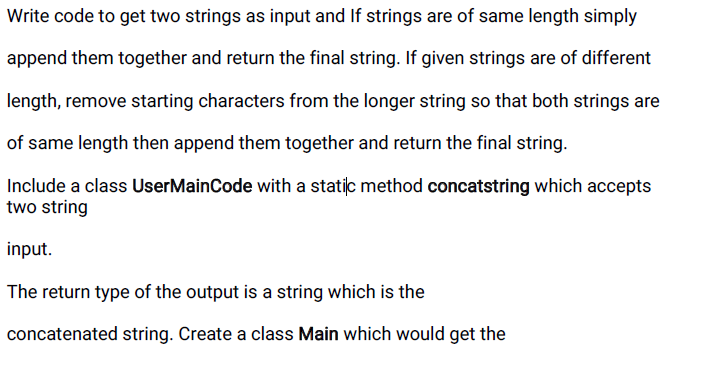 Write code to get two strings as input and If strings are of same length simply
append them together and return the final string. If given strings are of different
length, remove starting characters from the longer string so that both strings are
of same length then append them together and return the final string.
Include a class UserMainCode with a static method concatstring which accepts
two string
input.
The return type of the output is a string which is the
concatenated string. Create a class Main which would get the